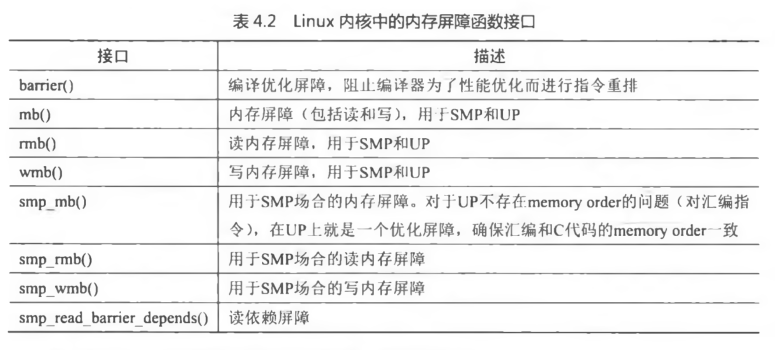 表 4.2 Linux 内核中的内存屏障函数接口
接口 描述
barrier() 编译优化屏障，阻止编译器为了性能优化而进行指令重排
mb() 内存屏障（包括读和写），用于SMP和UP
rmb() 读内存屏障，用于SMP和UP
wmb() 写内存屏障，用于SMP和UP
smp_mb() 用于SMP场合的内存屏障。对于UP不存在memory order的问题（对汇编指
令），在UP上就是一个优化屏障，确保汇编和C代码的memory order一致
smp_rmb() 用于SMP场合的读内存屏障
smp_wmb() 用于SMP场合的写内存屏障
smp_read_barrier_depends() 读依赖屏障